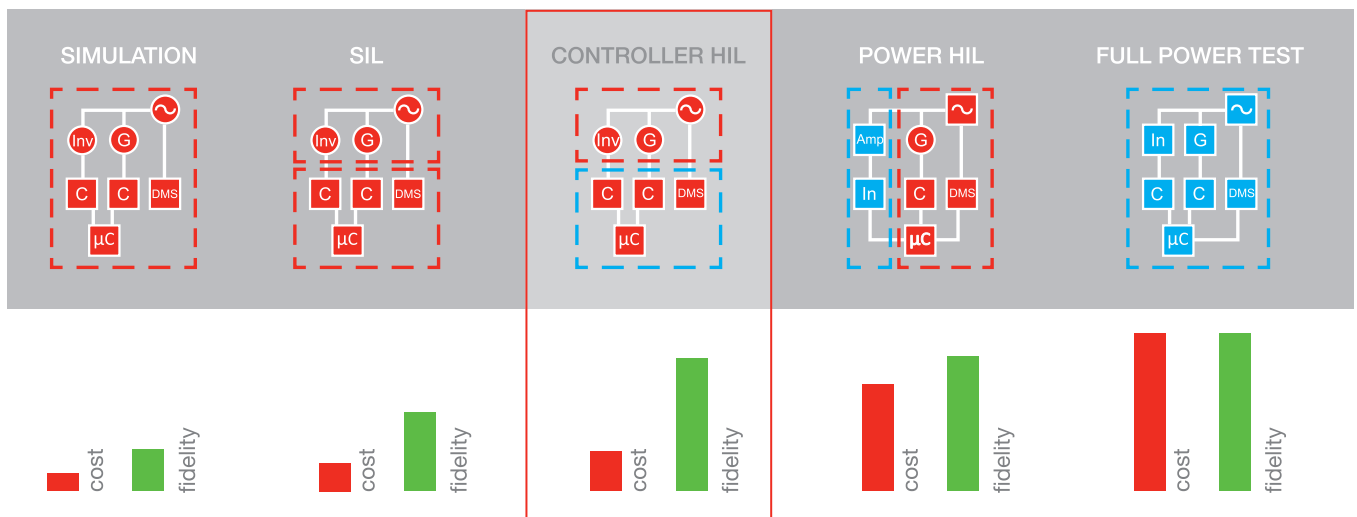 SIMULATION
SIL
CONTROLLER HIL
POWER HIL
FULL POWER TEST
Inv
G
C
C
DMS
µC
Inv
G
C
C
DMS
µC
Inv
G
C
C
DMS
µC
Amp
G
In
C
DMS
µC
In
G
C
C
DMS
µC
cost
fidelity
cost
fidelity
cost
fidelity
cost
fidelity
cost
fidelity